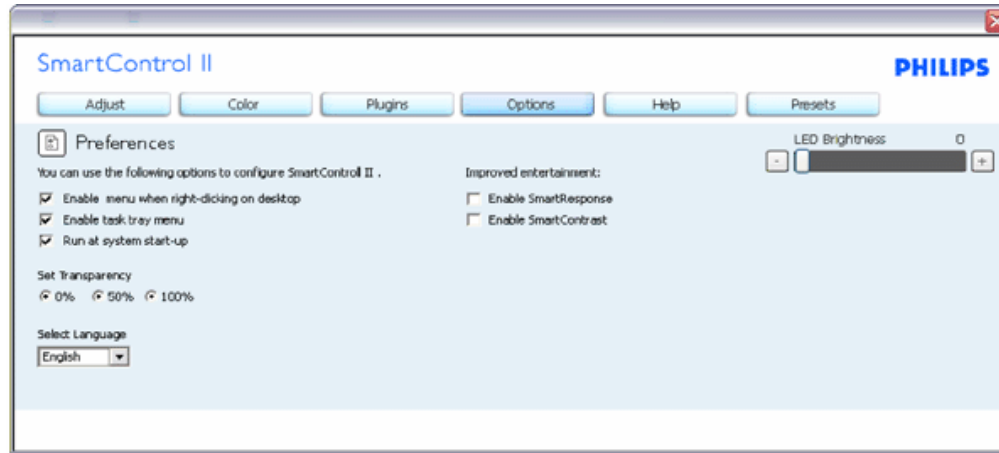 SmartControl II
PHILIPS
Adjust Color Plugins Options Help Presets
Preferences
LED Brightness 0
- +
You can use the following options to configure SmartControl II .
Improved entertainment:
Enable menu when right-clicking on desktop
Enable SmartResponse
Enable task tray menu
Enable SmartContrast
Run at system start-up
Set Transparency
0% 50% 100%
Select Language
English